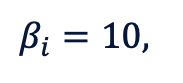 βᵢ = 10,